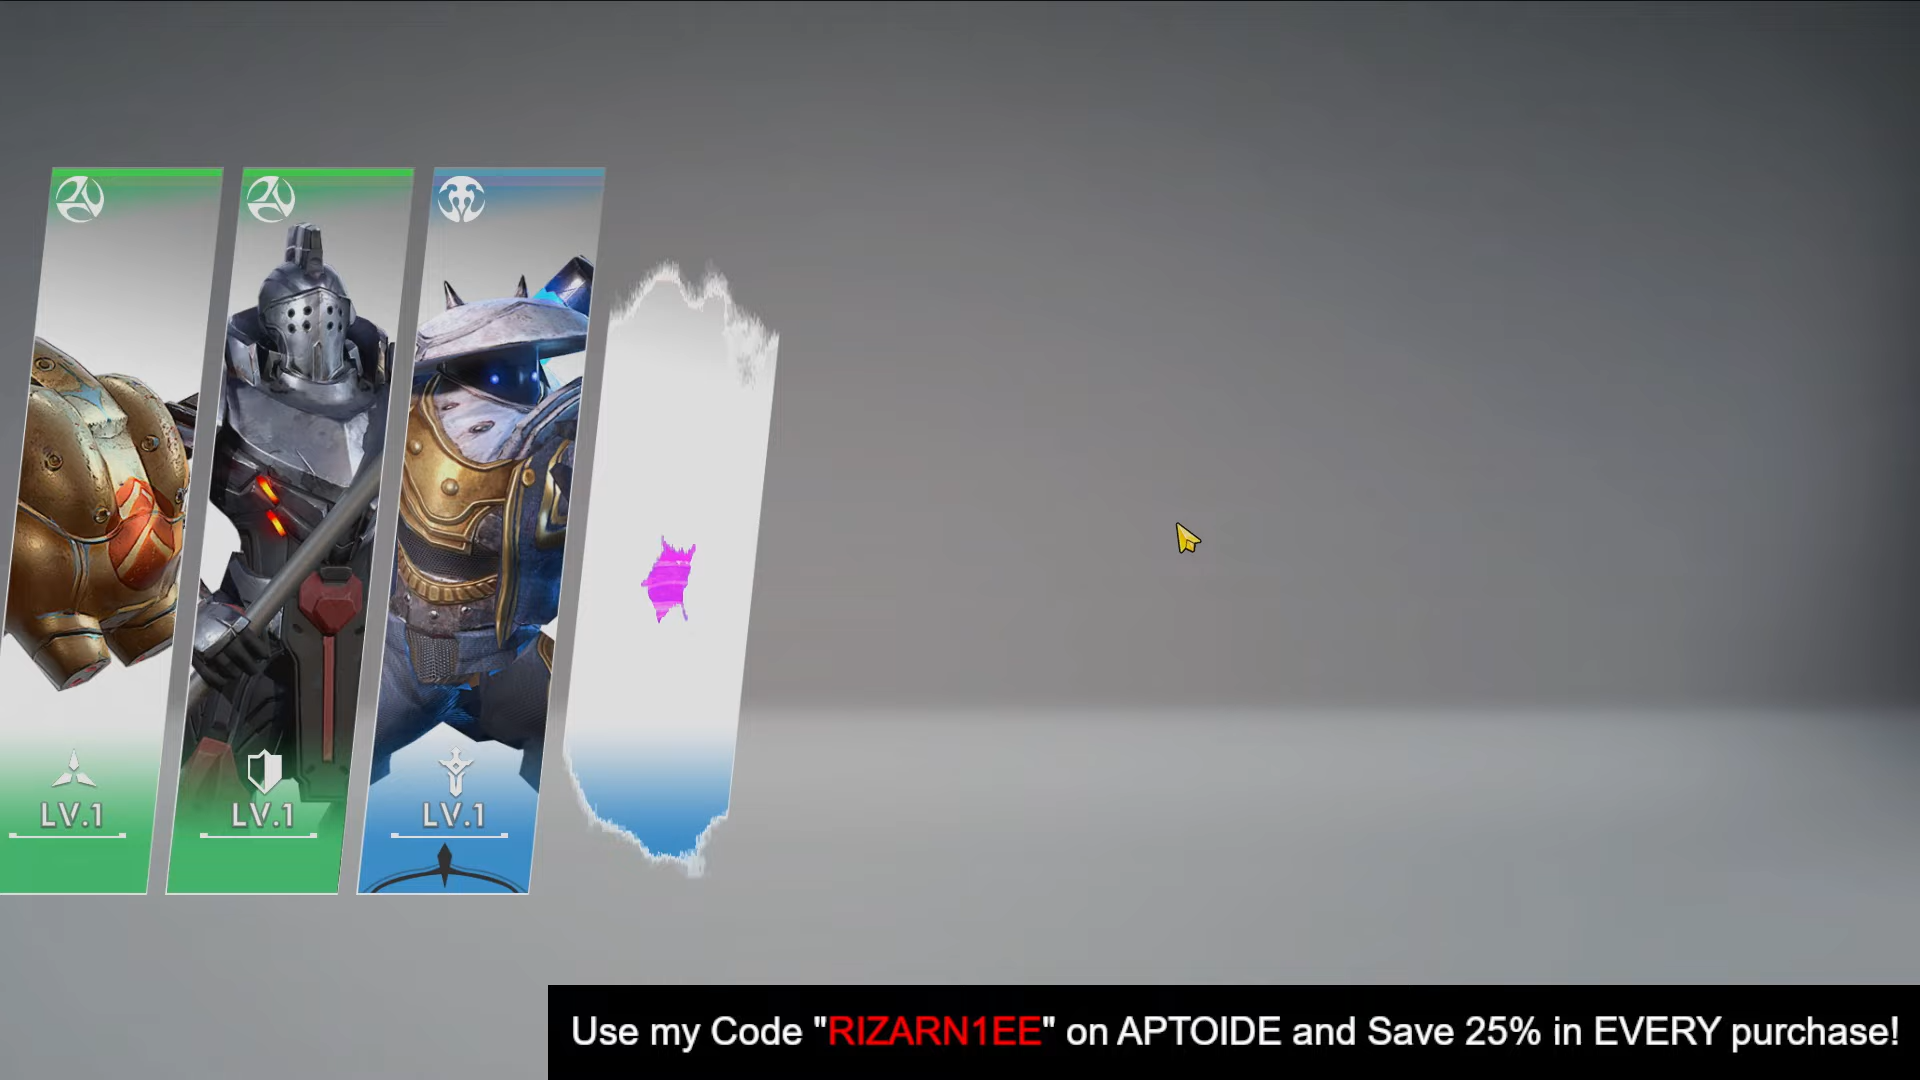 LV.1
LV.1
LV.1
Use my Code "RIZARN1EE" on APTOIDE and Save 25% in EVERY purchase!